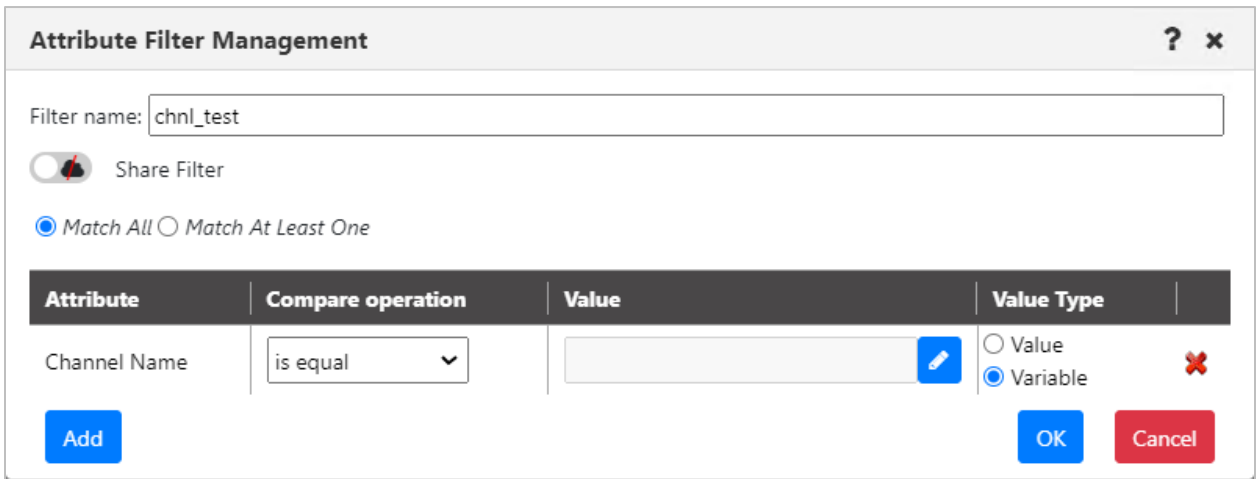 Attribute Filter Management ? ×
Filter name: chnl_test
Share Filter
Match All Match At Least One
Attribute Compare operation Value Value Type
Channel Name is equal Value
Variable
Add OK Cancel